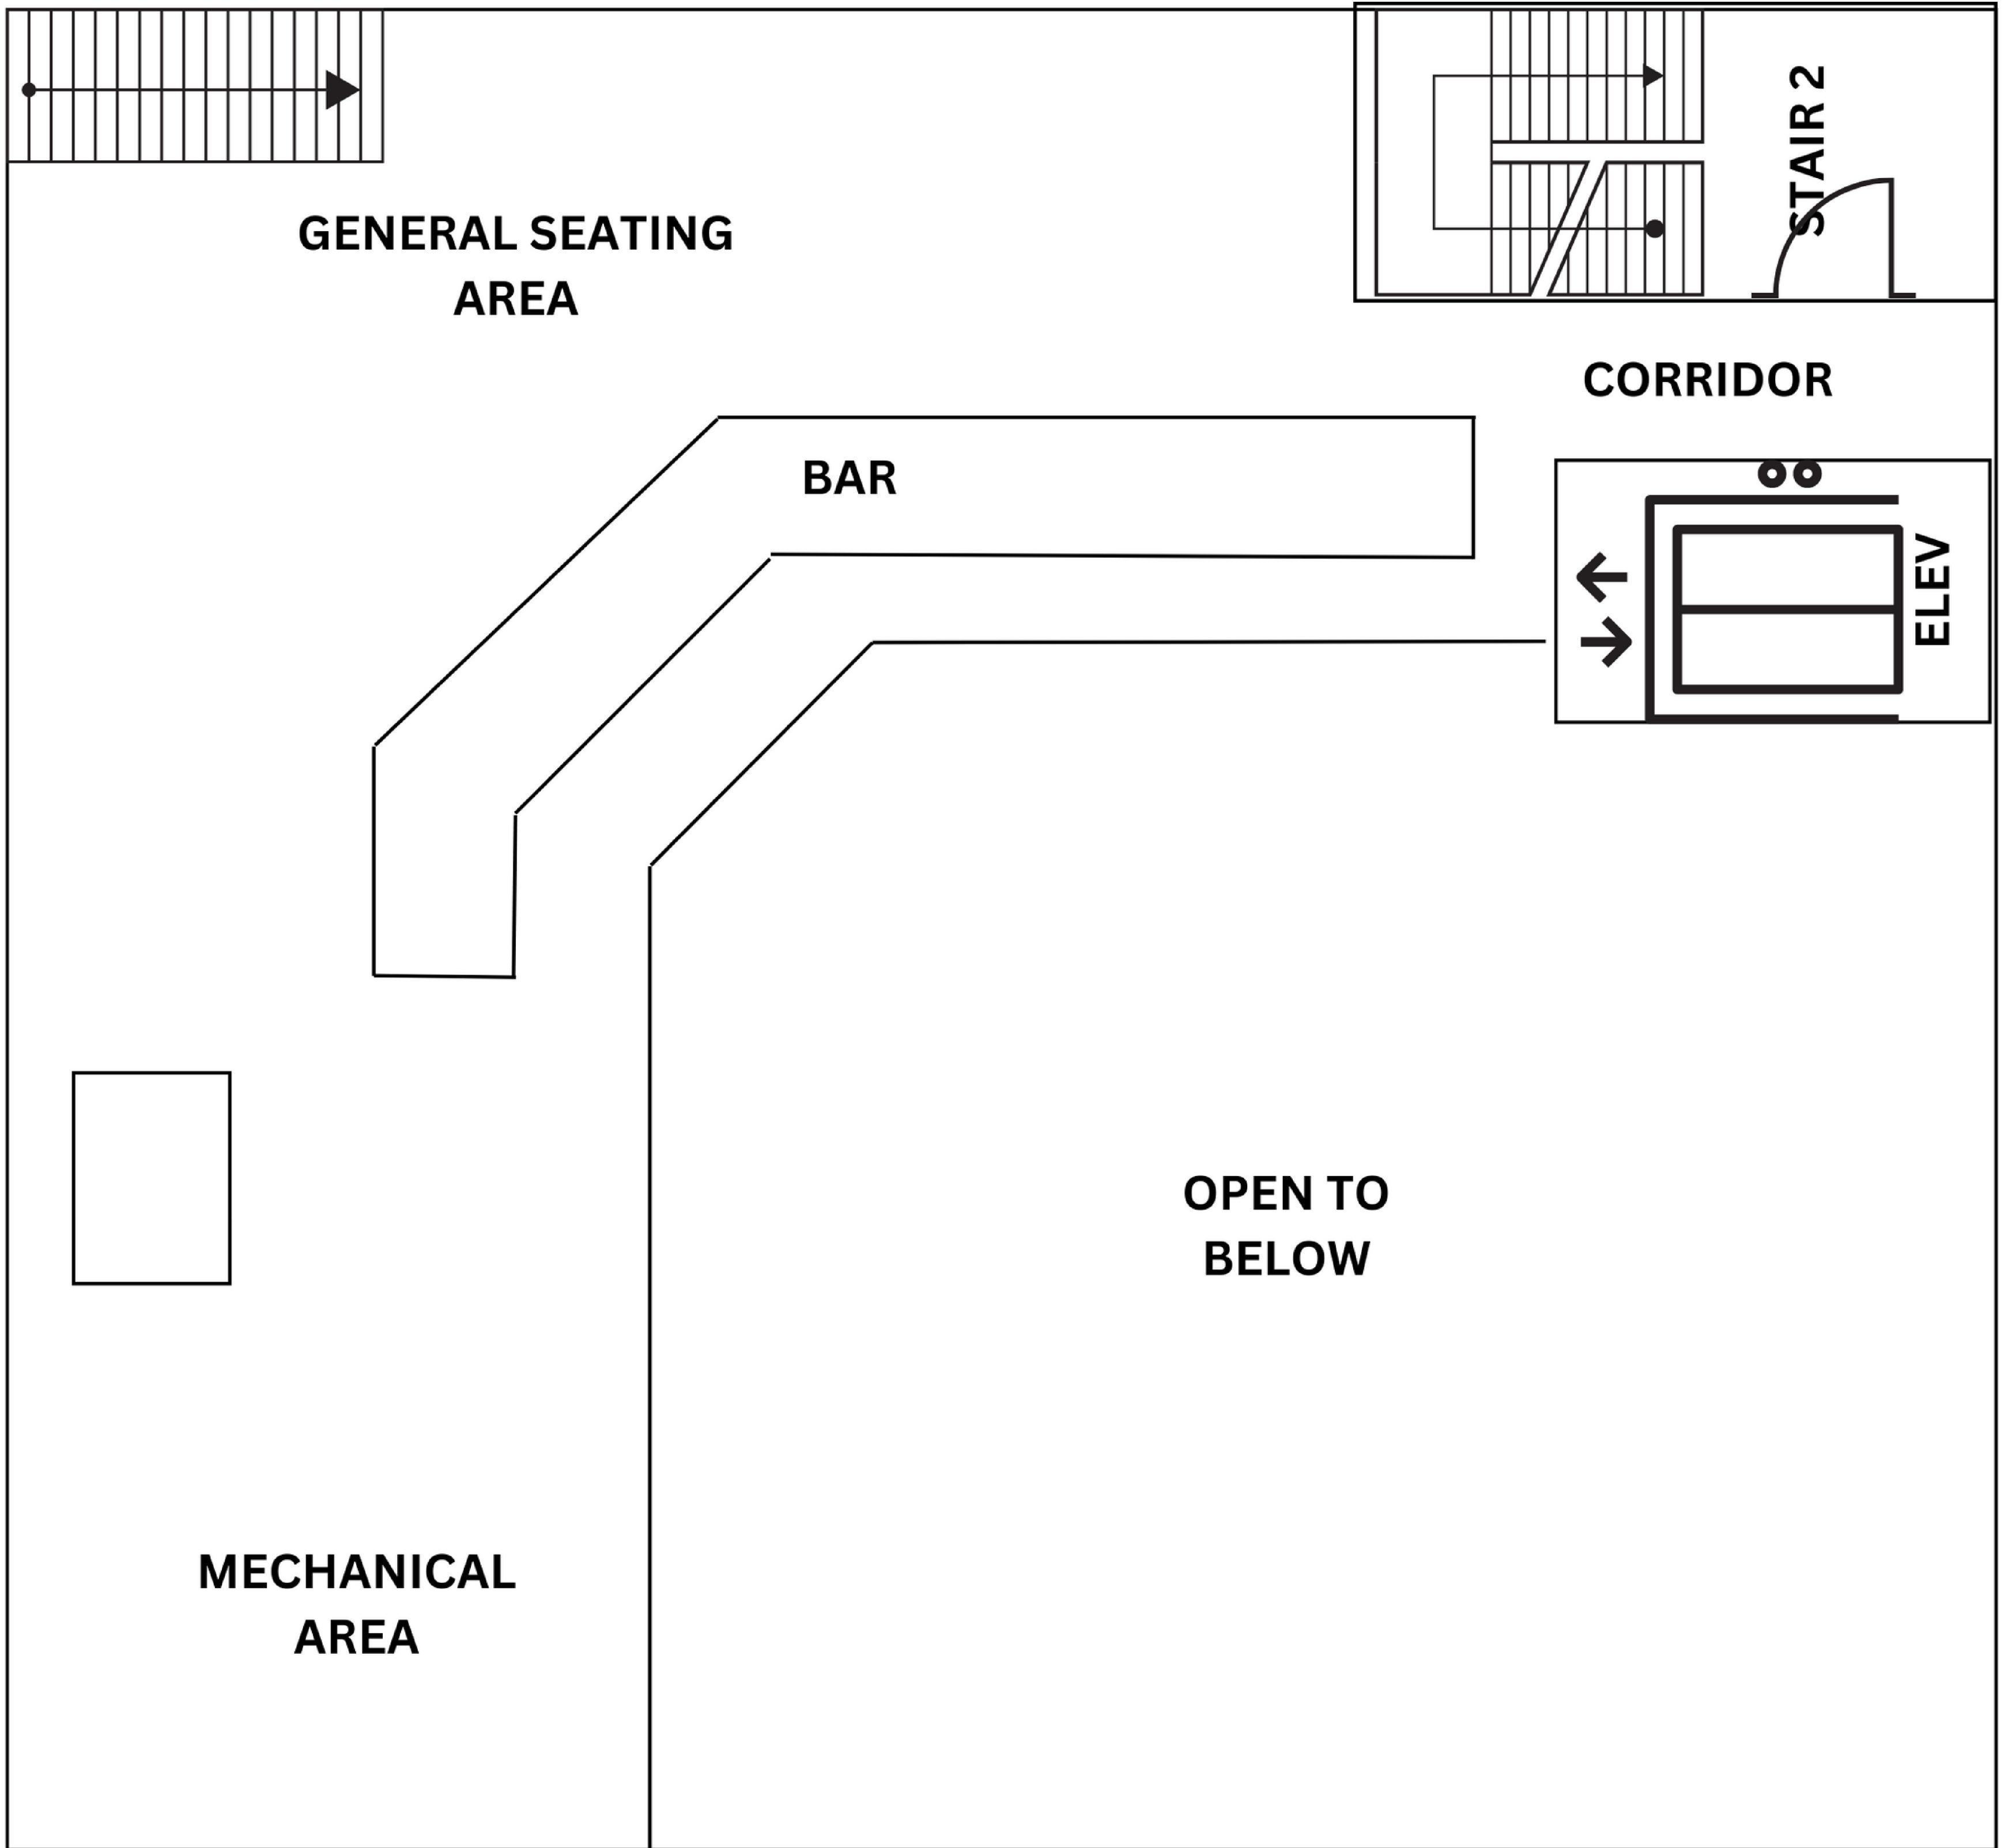 STAIR 2
GENERAL SEATING
AREA
CORRIDOR
BAR
ELEV
OPEN TO
BELOW
MECHANICAL
AREA